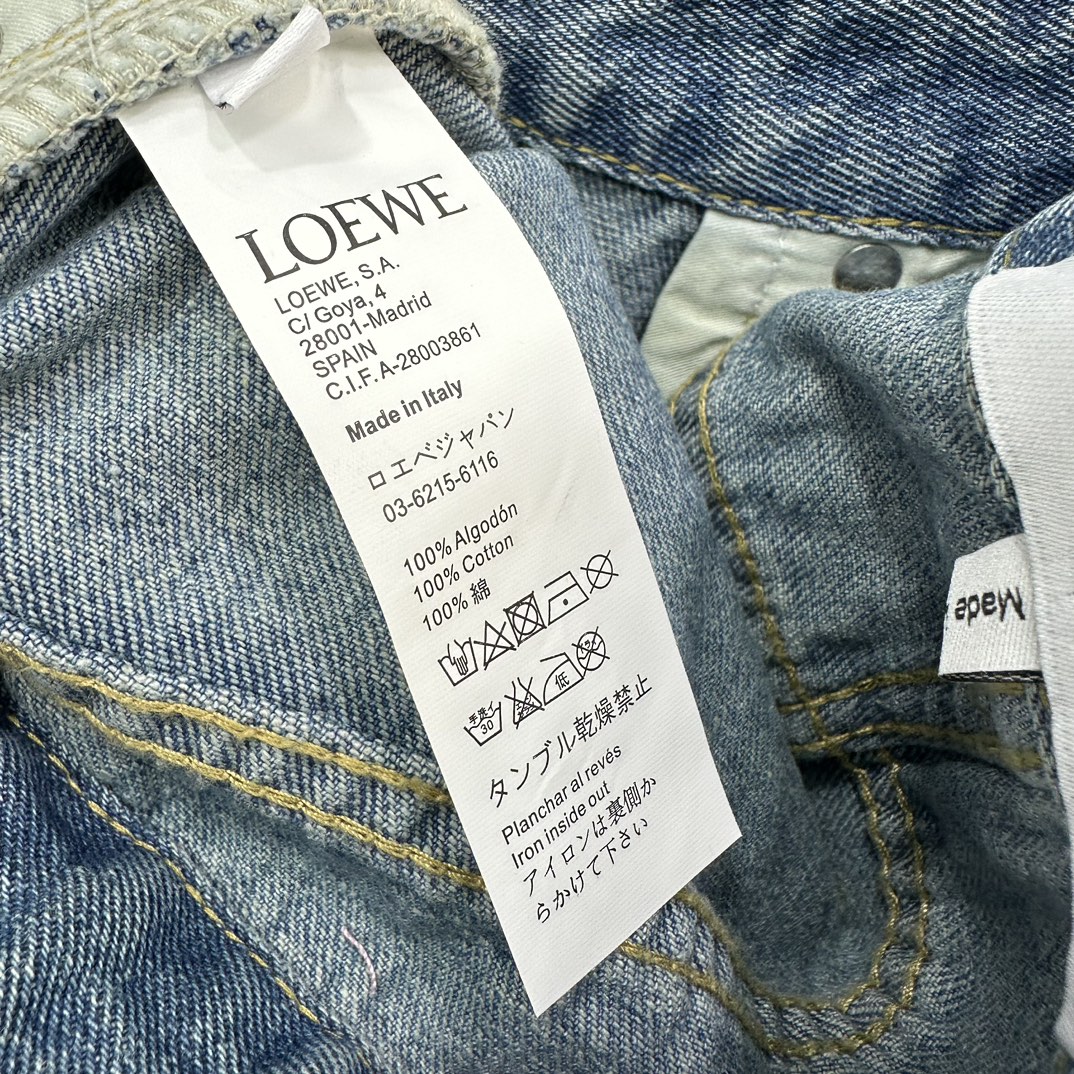 LOEWE
LOEWE, S.A.
C/ Goya, 4
28001-Madrid
SPAIN
C.I.F. A-28003861
Made in Italy
ロエベジャパン
03-6215-6116
100% Algodón
100% Cotton
100% 綿
手洗イ
30
低
タンブル乾燥禁止
Planchar al revés
Iron inside out
アイロンは裏側か
らかけて下さい
Made